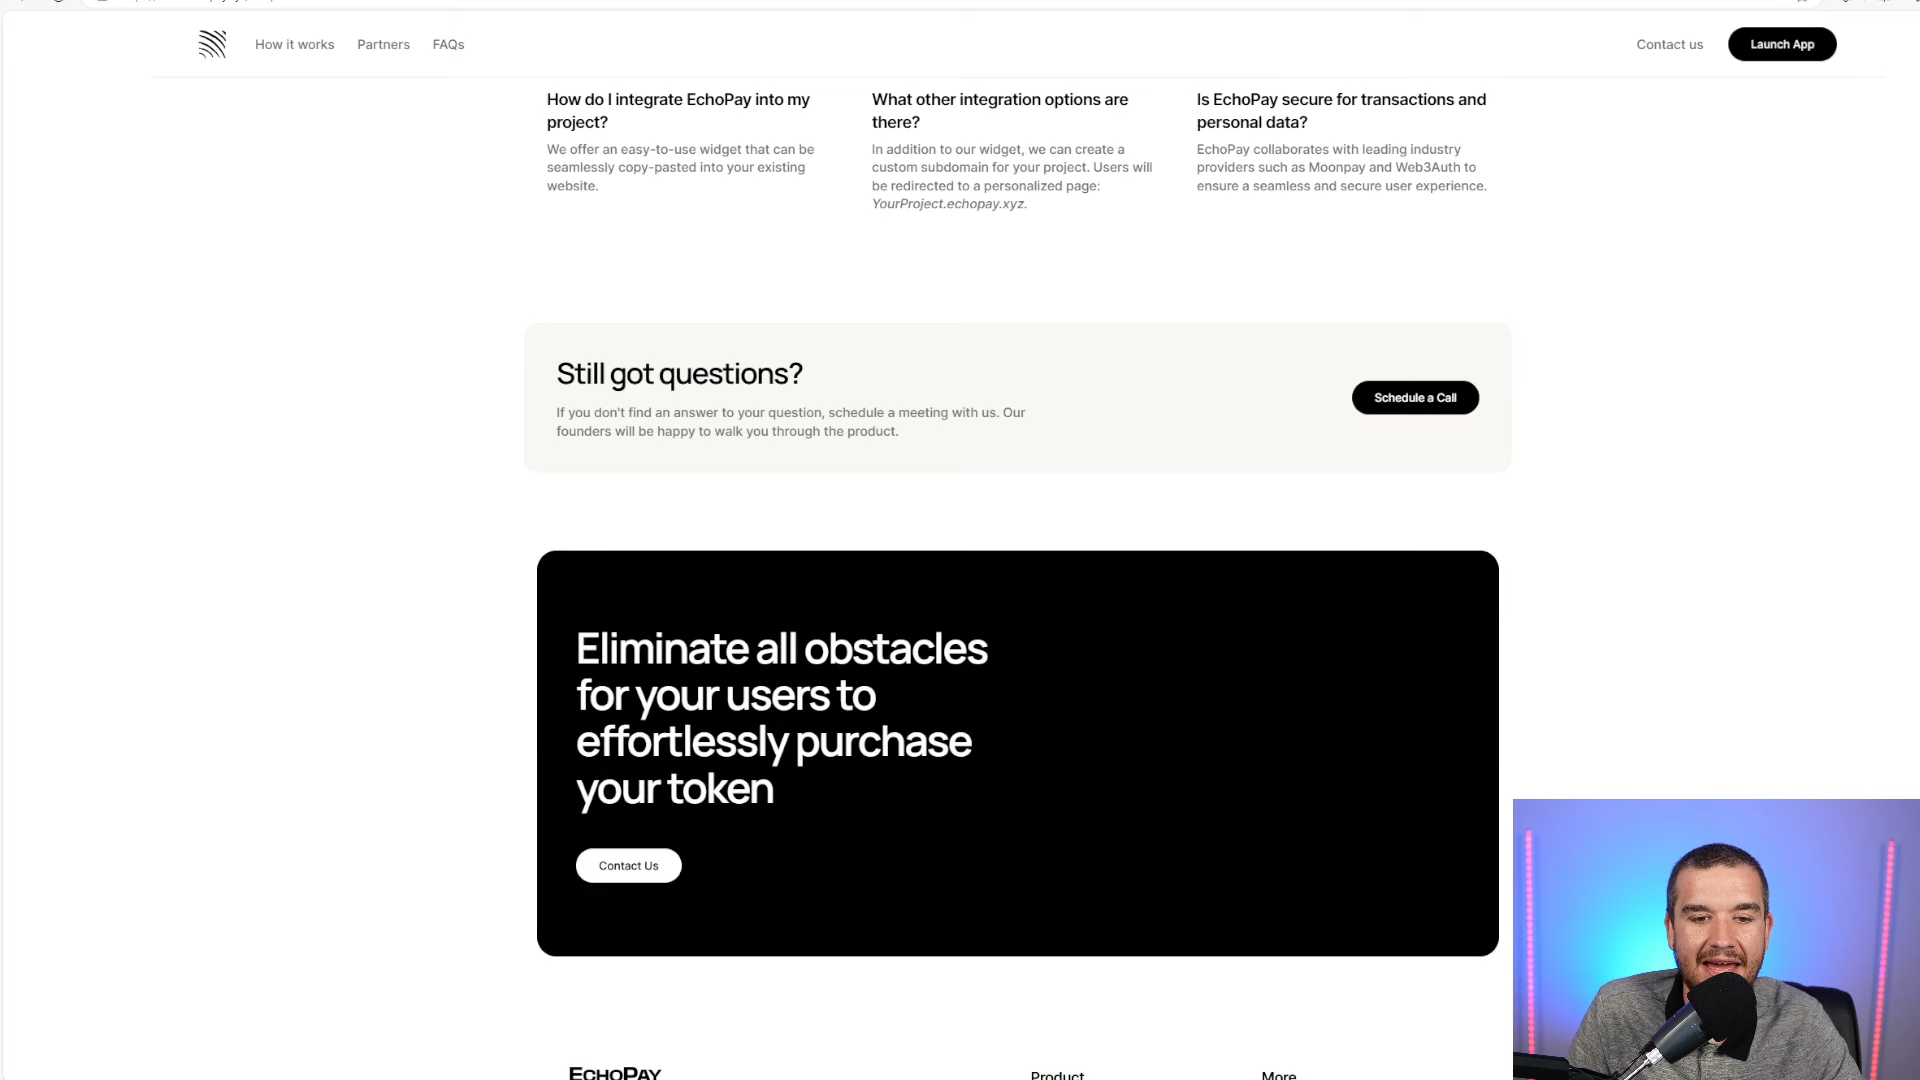 How it works
Partners
FAQs
Contact us
Launch App
How do I integrate EchoPay into my
project?
We offer an easy-to-use widget that can be
seamlessly copy-pasted into your existing
website.
What other integration options are
there?
In addition to our widget, we can create a
custom subdomain for your project. Users will
be redirected to a personalized page:
YourProject.echopay.xyz.
Is EchoPay secure for transactions and
personal data?
EchoPay collaborates with leading industry
providers such as Moonpay and Web3Auth to
ensure a seamless and secure user experience.
Still got questions?
If you don't find an answer to your question, schedule a meeting with us. Our
founders will be happy to walk you through the product.
Schedule a Call
Eliminate all obstacles
for your users to
effortlessly purchase
your token
Contact Us
ECHOPAY
Product
More